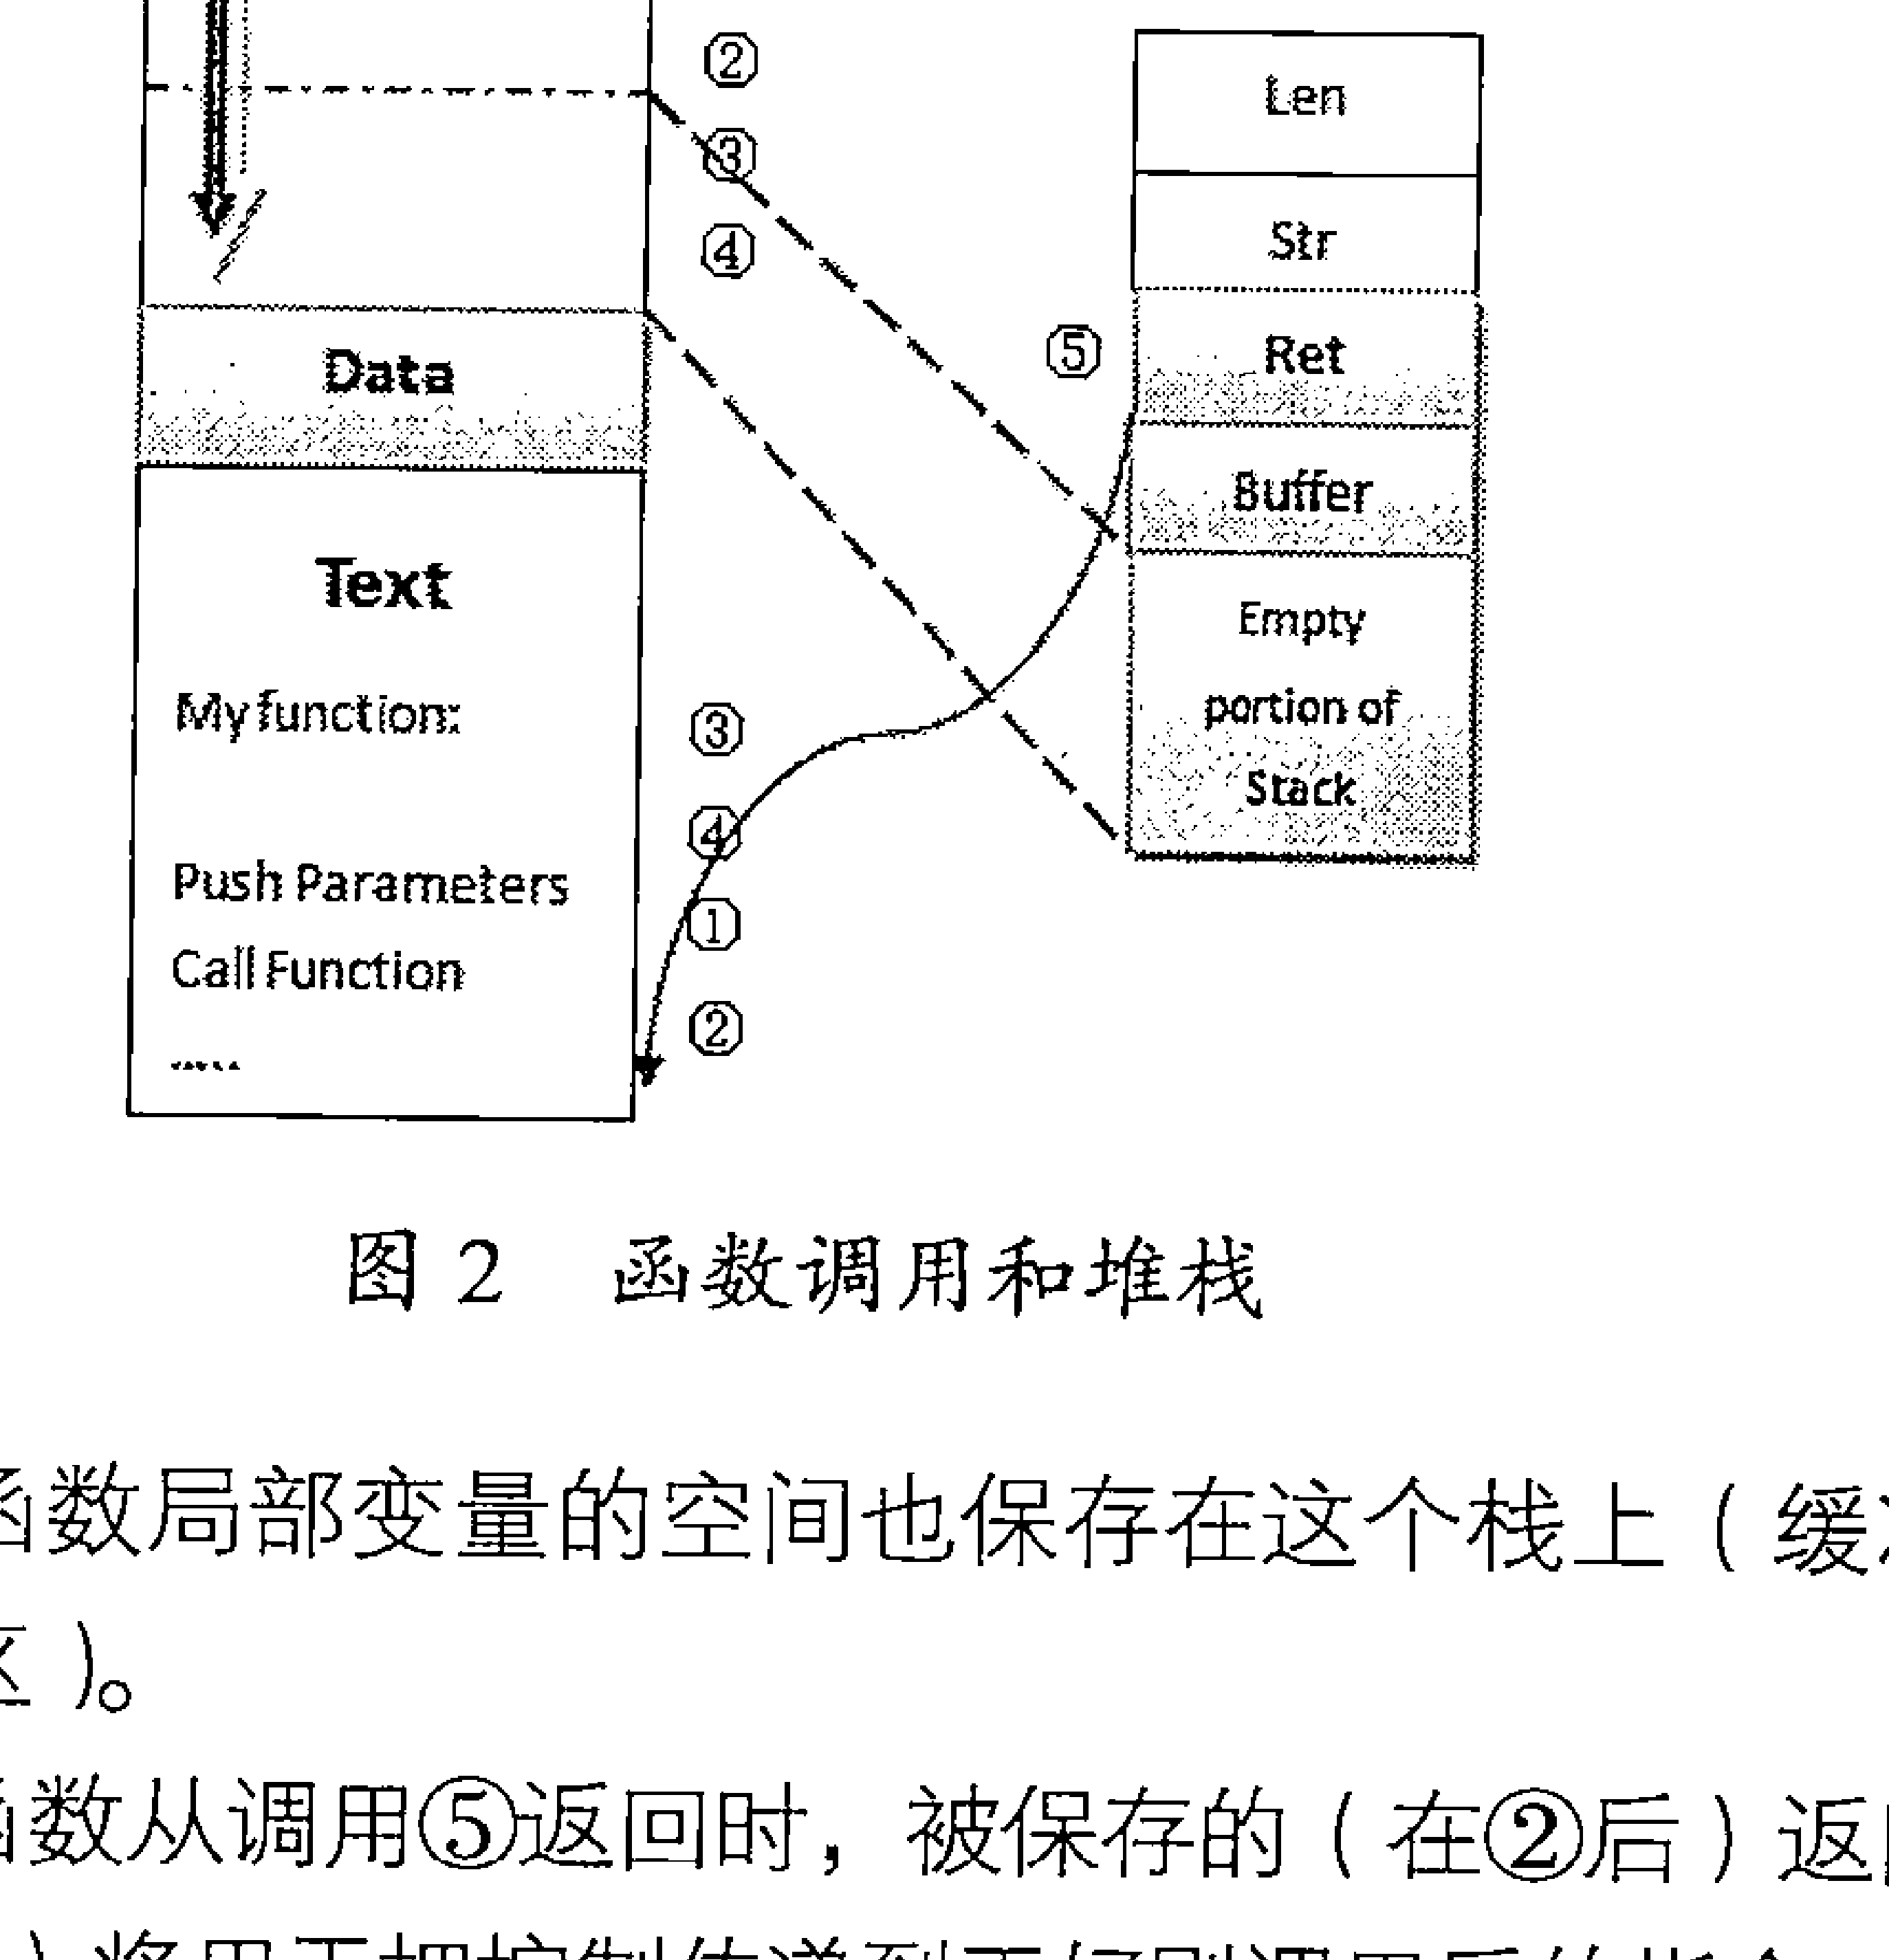 ②
③
④
Data
Text
My function:
Push Parameters
Call Function
.....
③
④
①
②
Len
Str
⑤
Ret
Buffer
Empty
portion of
Stack
图 2 函数调用和堆栈
函数局部变量的空间也保存在这个栈上（缓
区）。
函数从调用⑤返回时，被保存的（在②后）返